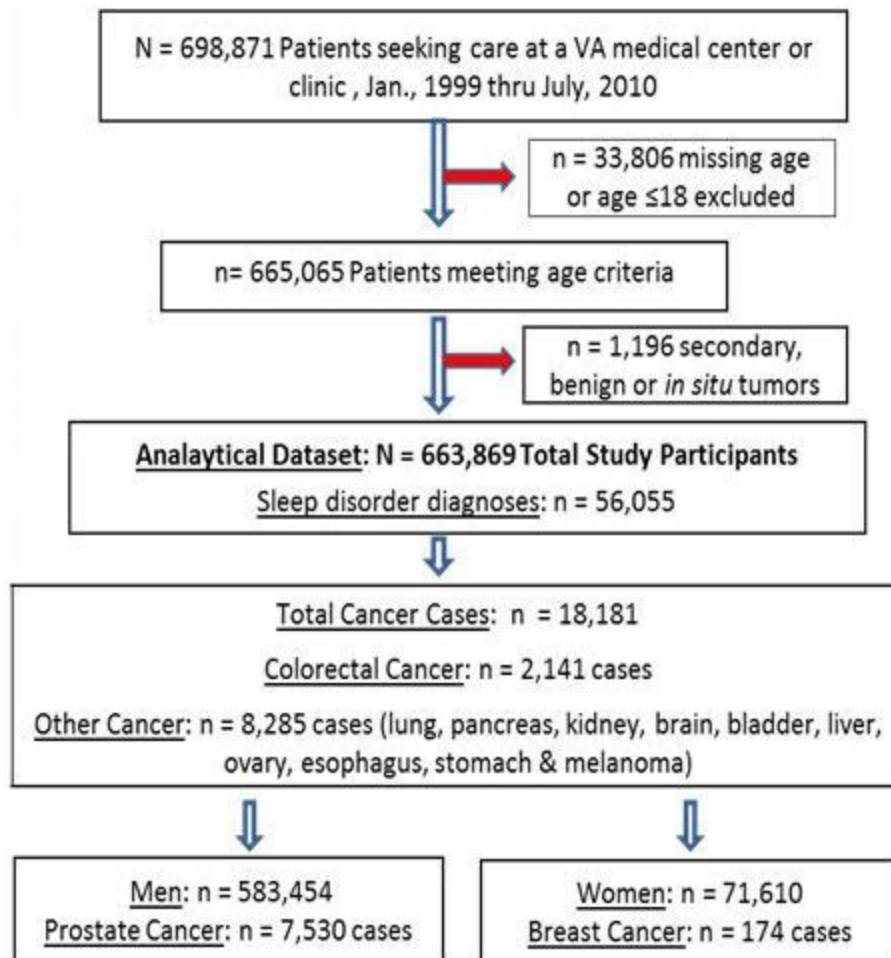 N = 698,871 Patients seeking care at a VA medical center or
clinic , Jan., 1999 thru July, 2010
n = 33,806 missing age
or age ≤18 excluded
n= 665,065 Patients meeting age criteria
n = 1,196 secondary,
benign or in situ tumors
Analaytical Dataset: N = 663,869 Total Study Participants
Sleep disorder diagnoses: n = 56,055
Total Cancer Cases: n = 18,181
Colorectal Cancer: n = 2,141 cases
Other Cancer: n = 8,285 cases (lung, pancreas, kidney, brain, bladder, liver,
ovary, esophagus, stomach & melanoma)
Men: n = 583,454
Prostate Cancer: n = 7,530 cases
Women: n = 71,610
Breast Cancer: n = 174 cases